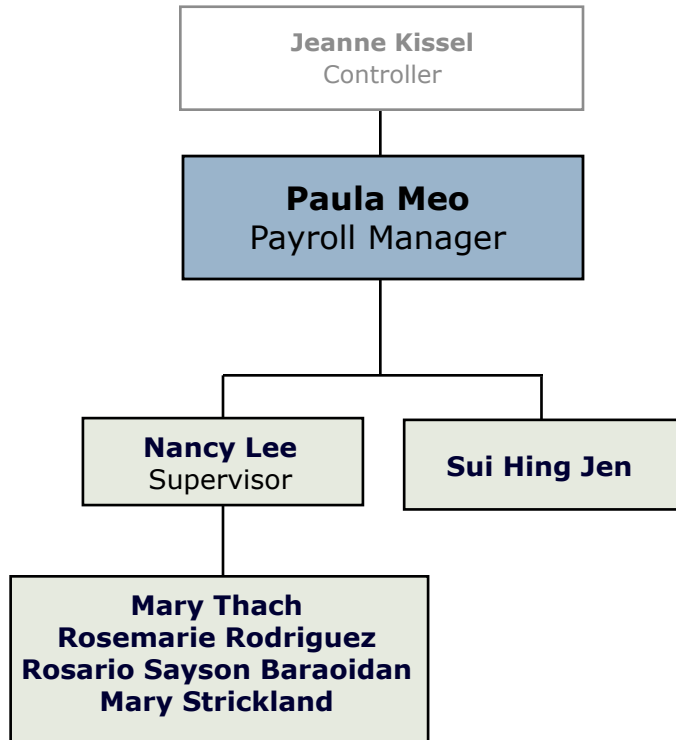 Jeanne Kissel
Controller
Paula Meo
Payroll Manager
Nancy Lee
Supervisor
Sui Hing Jen
Mary Thach
Rosemarie Rodriguez
Rosario Sayson Baraoidan
Mary Strickland